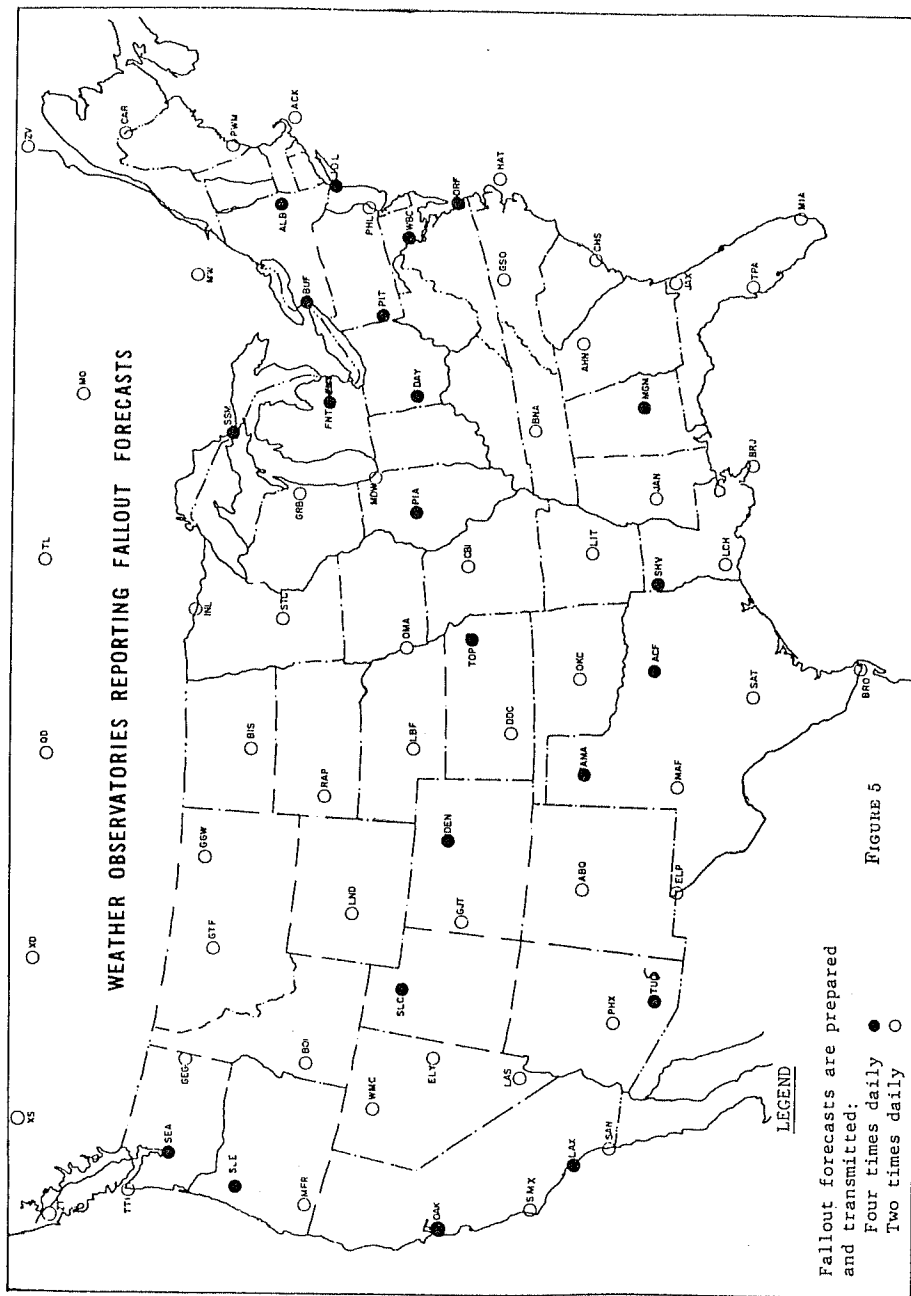 WEATHER OBSERVATORIES REPORTING FALLOUT FORECASTS
XS
XD
QD
TL
MO
MW
ZV
TTI
SEA
GEG
GTF
GGW
BIS
INL
SSM
CAR
PWM
SLE
MFR
BOI
LND
RAP
STC
GRB
FNT
BUF
ALB
ACK
WMC
SLC
LBF
OMA
MDW
PIA
DAY
PIT
PHL
WBC
OAK
ELY
GJT
DEN
TOP
CBI
ORF
HAT
SMX
LAS
DDC
BNA
GSO
LAX
SAN
PHX
ABQ
AMA
OKC
LIT
AHN
CHS
TUS
ELP
MAF
ACF
SHV
JAN
MGM
JAX
SAT
LCH
BRJ
TPA
MIA
BRO
LEGEND
Fallout forecasts are prepared
and transmitted:
Four times daily
Two times daily
FIGURE 5